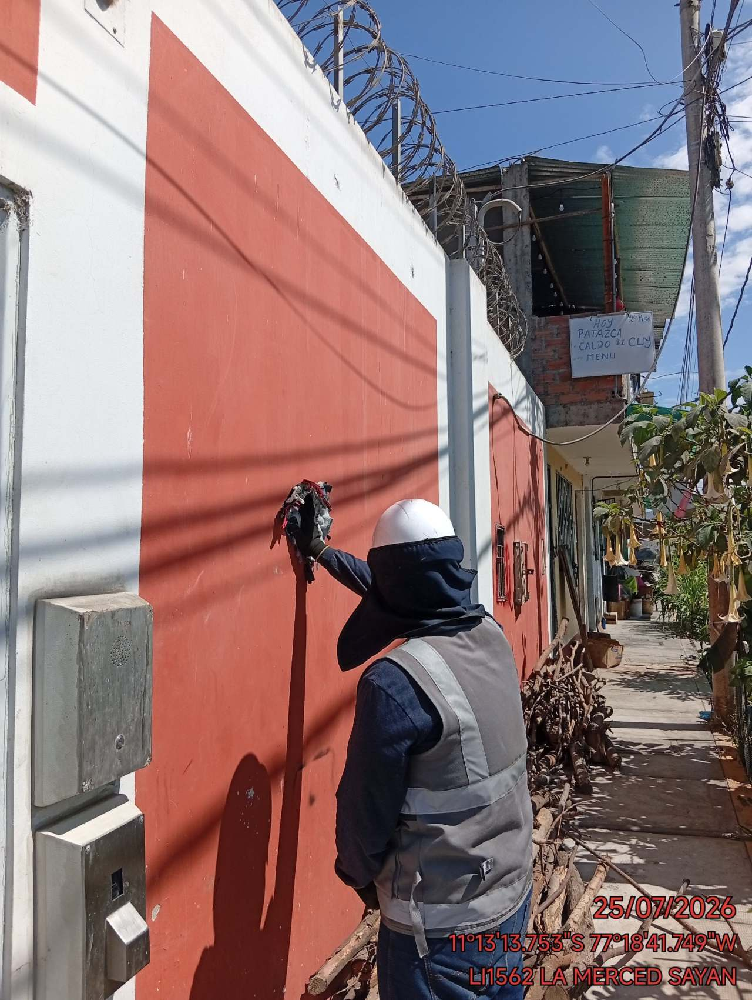 HOY 2º PISO
PATAZCA
CALDO DE CUY
MENU
25/07/2026
11°13'13.753"S 77°18'41.749"W
LI1562 LA MERCED SAYAN